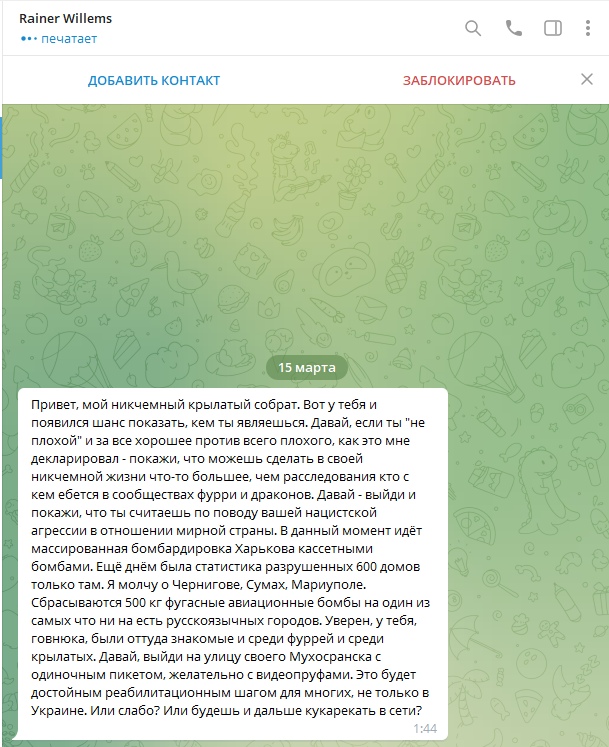 Rainer Willems
печатает
ДОБАВИТЬ КОНТАКТ
ЗАБЛОКИРОВАТЬ
15 марта
Привет, мой никчемный крылатый собрат. Вот у тебя и
появился шанс показать, кем ты являешься. Давай, если ты "не
плохой" и за все хорошее против всего плохого, как это мне
декларировал - покажи, что можешь сделать в своей
никчемной жизни что-то большее, чем расследования кто с
кем ебется в сообществах фурри и драконов. Давай - выйди и
покажи, что ты считаешь по поводу вашей нацистской
агрессии в отношении мирной страны. В данный момент идёт
массированная бомбардировка Харькова кассетными
бомбами. Ещё днём была статистика разрушенных 600 домов
только там. Я молчу о Чернигове, Сумах, Мариуполе.
Сбрасываются 500 кг фугасные авиационные бомбы на один из
самых что ни на есть русскоязычных городов. Уверен, у тебя,
говнюка, были оттуда знакомые и среди фуррей и среди
крылатых. Давай, выйди на улицу своего Мухосранска с
одиночным пикетом, желательно с видеопруфами. Это будет
достойным реабилитационным шагом для многих, не только в
Украине. Или слабо? Или будешь и дальше кукарекать в сети?
1:44